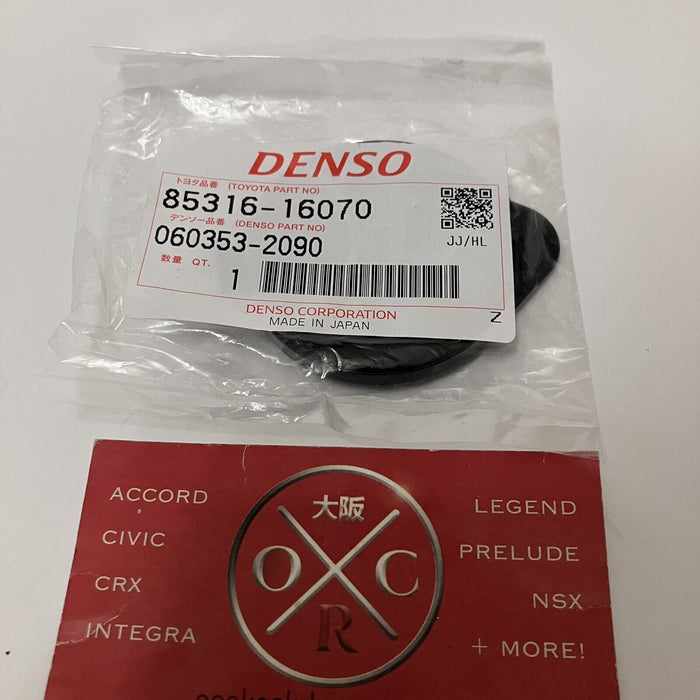 DENSO
トヨタ品番 (TOYOTA PART NO)
85316-16070
デンソー品番 (DENSO PART NO)
060353-2090
数量 QT.
1
JJ/HL
DENSO CORPORATION
MADE IN JAPAN
Z
ACCORD
CIVIC
CRX
INTEGRA
大阪
O C
R
LEGEND
PRELUDE
NSX
+ MORE!